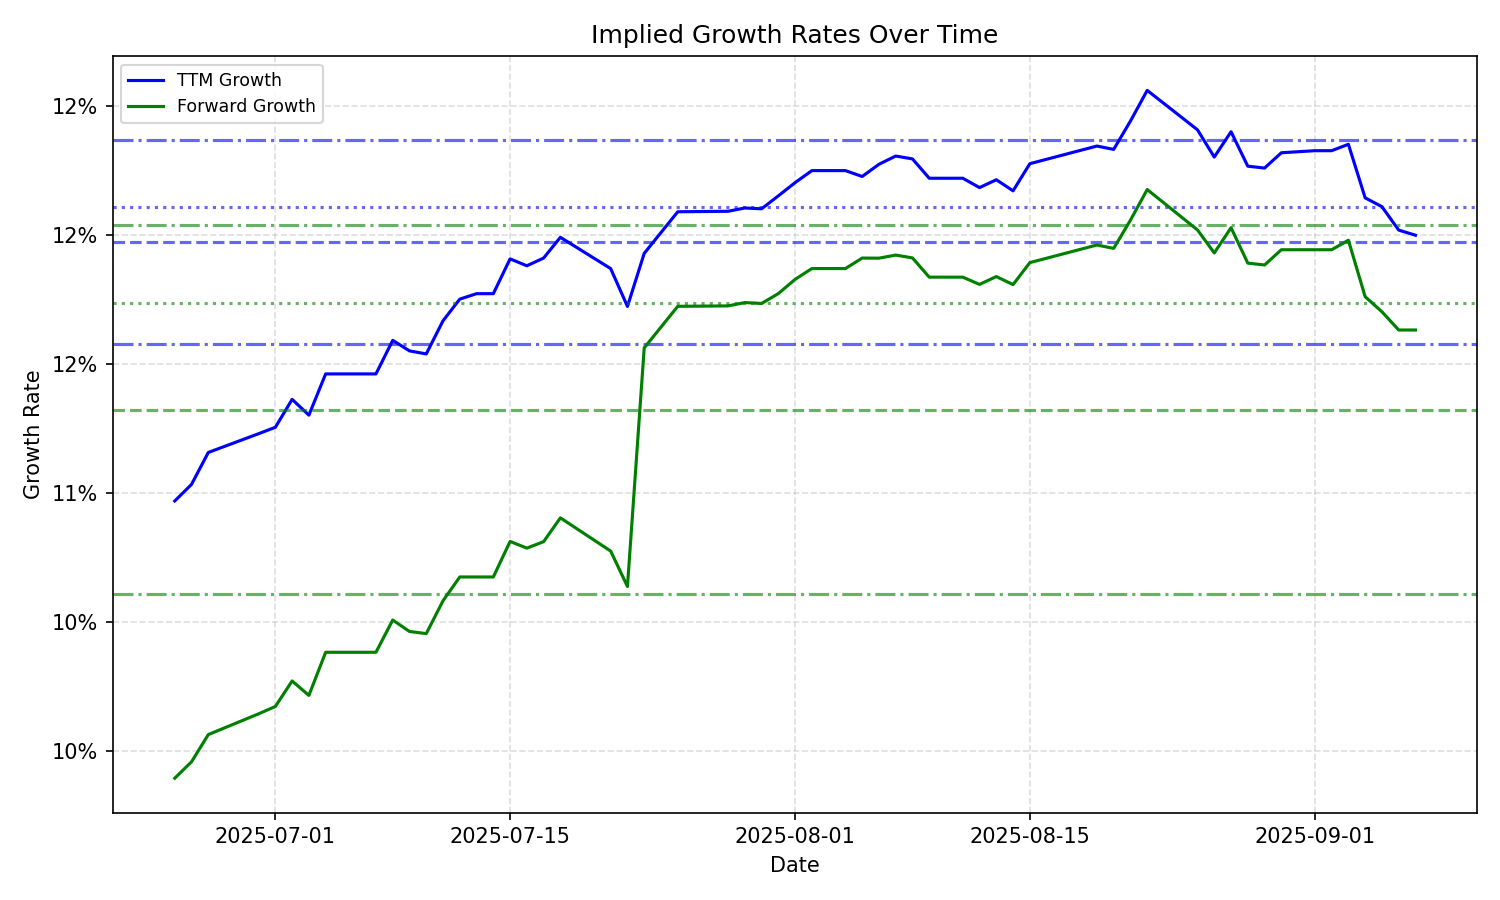 Implied Growth Rates Over Time
TTM Growth
Forward Growth
12%
12%
12%
11%
10%
10%
Growth Rate
2025-07-01
2025-07-15
2025-08-01
2025-08-15
2025-09-01
Date